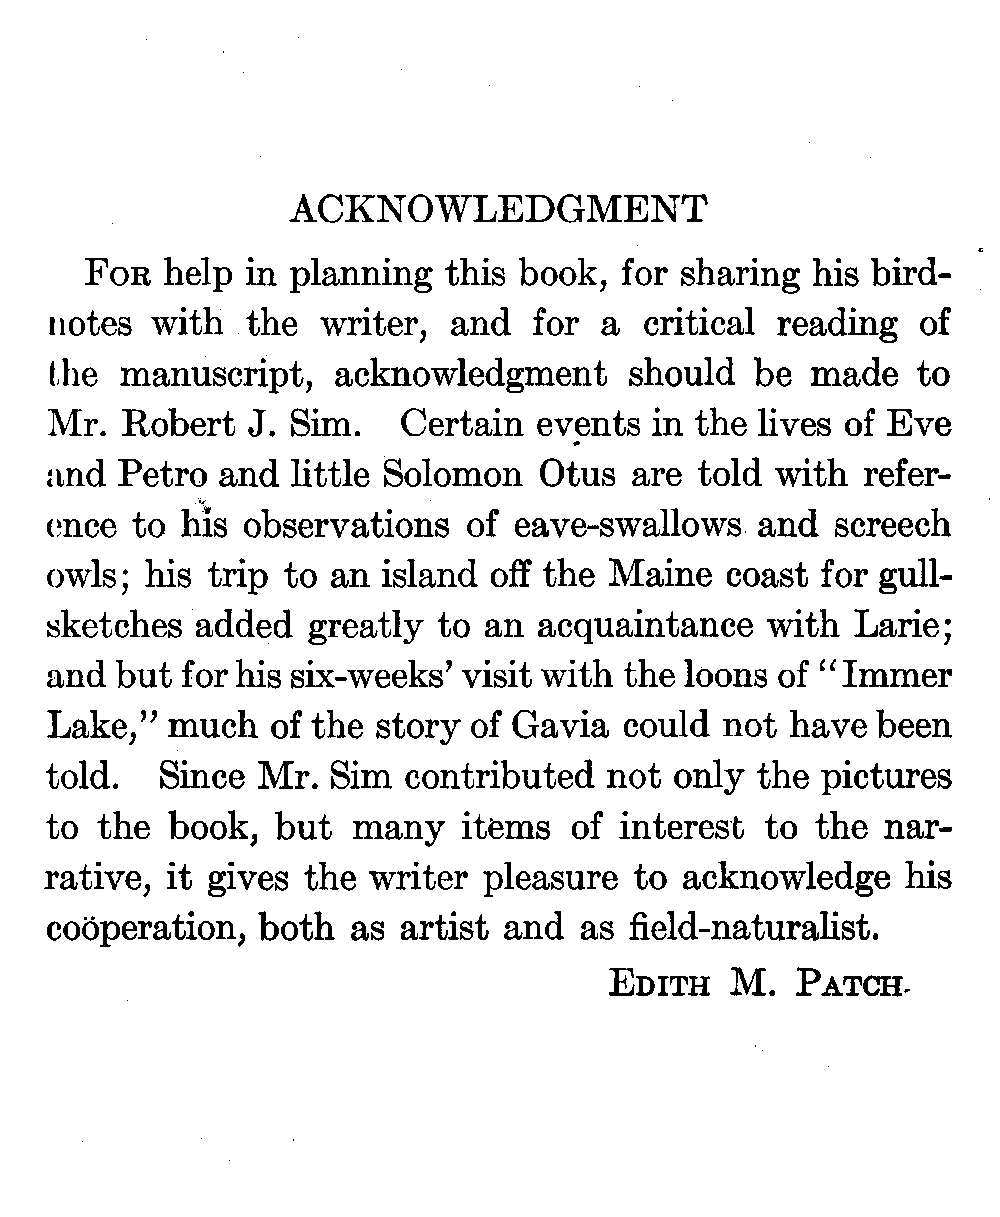 ACKNOWLEDGMENT
For help in planning this book, for sharing his bird-
notes with the writer, and for a critical reading of
the manuscript, acknowledgment should be made to
Mr. Robert J. Sim. Certain events in the lives of Eve
and Petro and little Solomon Otus are told with refer-
ence to his observations of eave-swallows and screech
owls; his trip to an island off the Maine coast for gull-
sketches added greatly to an acquaintance with Larie;
and but for his six-weeks’ visit with the loons of “Immer
Lake,” much of the story of Gavia could not have been
told. Since Mr. Sim contributed not only the pictures
to the book, but many items of interest to the nar-
rative, it gives the writer pleasure to acknowledge his
coöperation, both as artist and as field-naturalist.
Edith M. Patch.